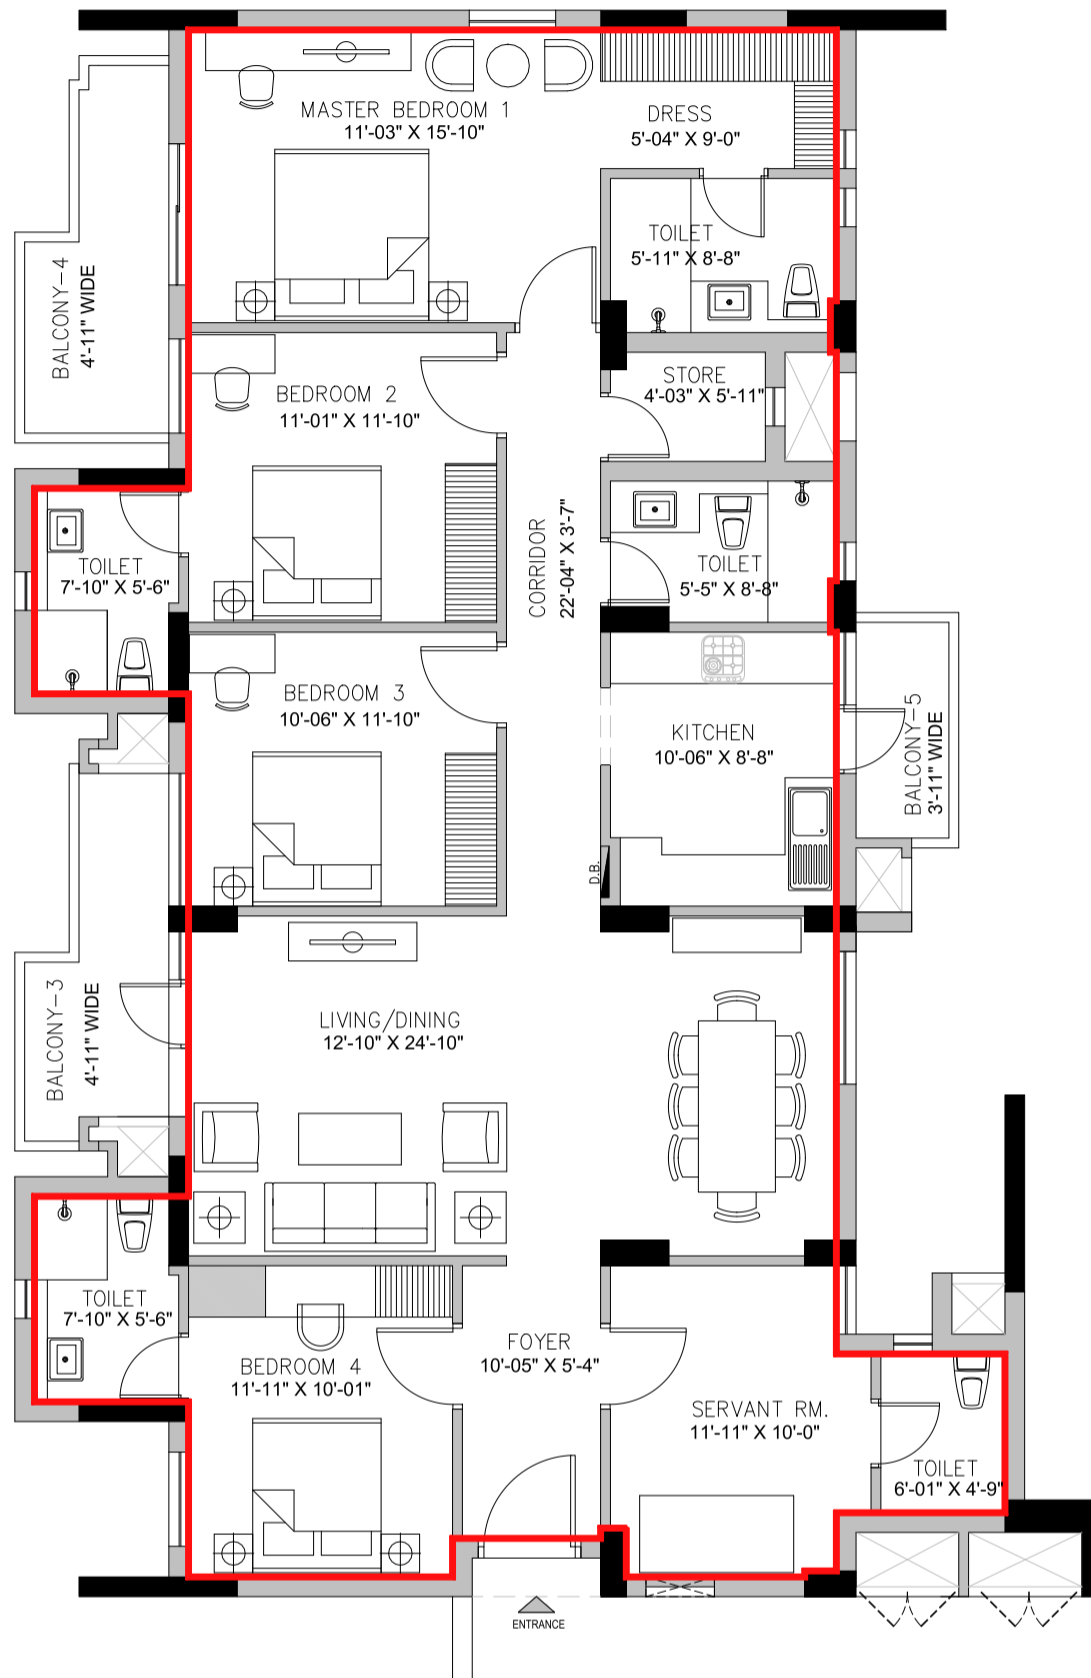 MASTER BEDROOM 1
11'-03" X 15'-10"
DRESS
5'-04" X 9'-0"
TOILET
5'-11" X 8'-8"
BALCONY-4
4'-11" WIDE
STORE
4'-03" X 5'-11"
BEDROOM 2
11'-01" X 11'-10"
CORRIDOR
22'-04" X 3'-7"
TOILET
7'-10" X 5'-6"
TOILET
5'-5" X 8'-8"
BEDROOM 3
10'-06" X 11'-10"
KITCHEN
10'-06" X 8'-8"
BALCONY-5
3'-11" WIDE
D.B.
BALCONY-3
4'-11" WIDE
LIVING/DINING
12'-10" X 24'-10"
TOILET
7'-10" X 5'-6"
FOYER
10'-05" X 5'-4"
BEDROOM 4
11'-11" X 10'-01"
SERVANT RM.
11'-11" X 10'-0"
TOILET
6'-01" X 4'-9"
ENTRANCE